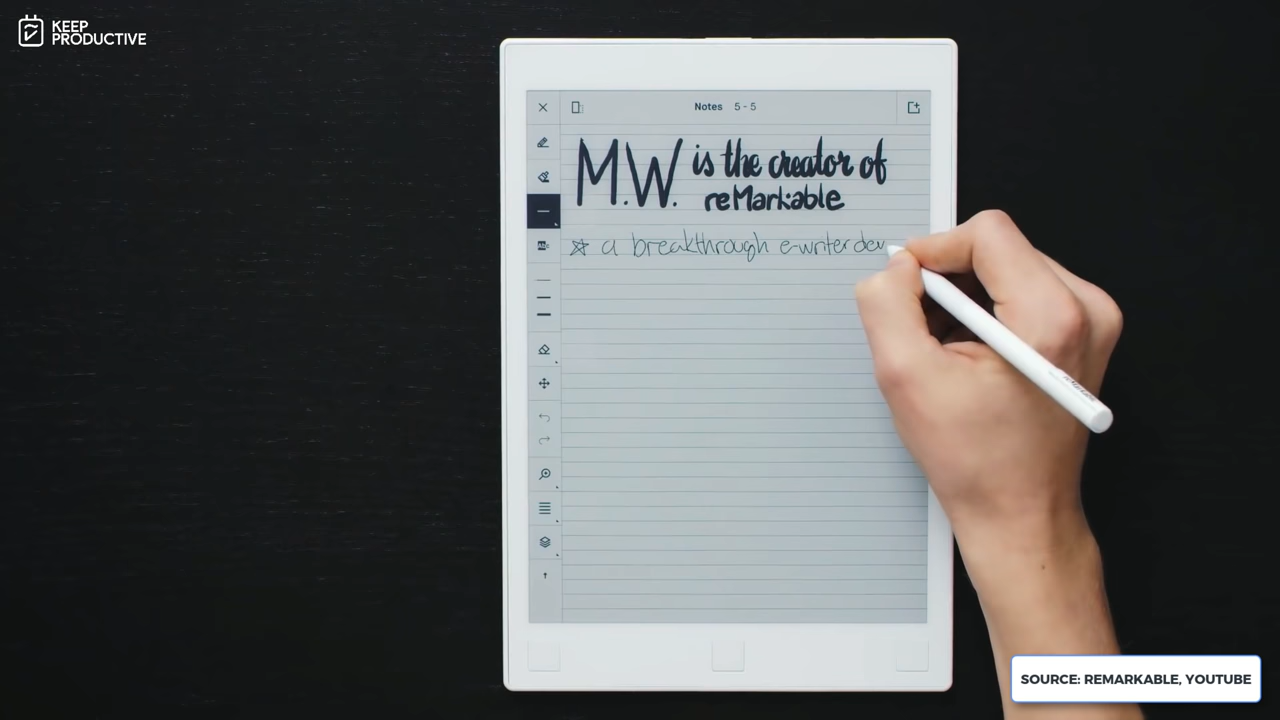 KEEP
PRODUCTIVE
Notes 5 - 5
M.W. is the creator of
reMarkable
a breakthrough e-writer dev
SOURCE: REMARKABLE, YOUTUBE